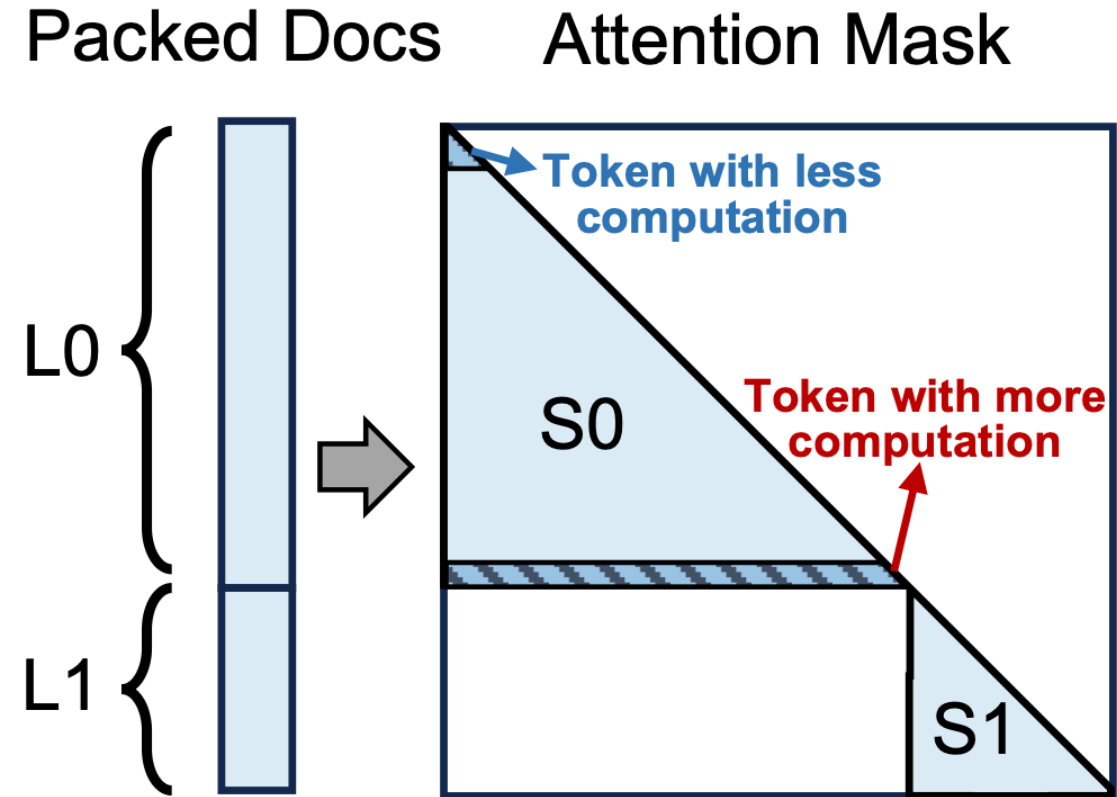 Packed Docs
Attention Mask
Token with less
computation
L0
S0
Token with more
computation
L1
S1